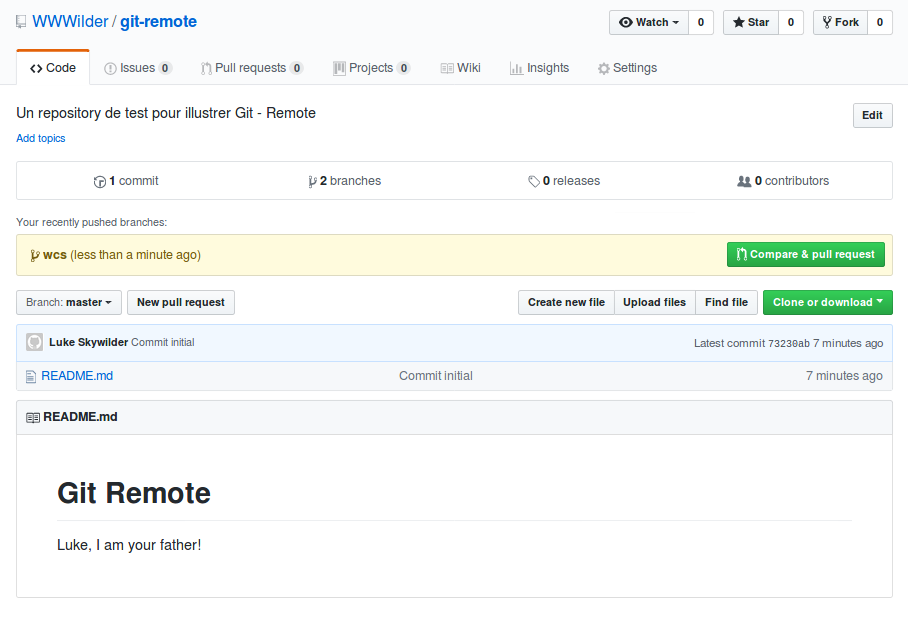 WWWilder / git-remote Watch 0 Star 0 Fork 0
Code Issues 0 Pull requests 0 Projects 0 Wiki Insights Settings
Un repository de test pour illustrer Git - Remote Edit
Add topics
1 commit 2 branches 0 releases 0 contributors
Your recently pushed branches:
wcs (less than a minute ago) Compare & pull request
Branch: master New pull request Create new file Upload files Find file Clone or download
Luke Skywilder Commit initial Latest commit 73230ab 7 minutes ago
README.md Commit initial 7 minutes ago
README.md
Git Remote
Luke, I am your father!